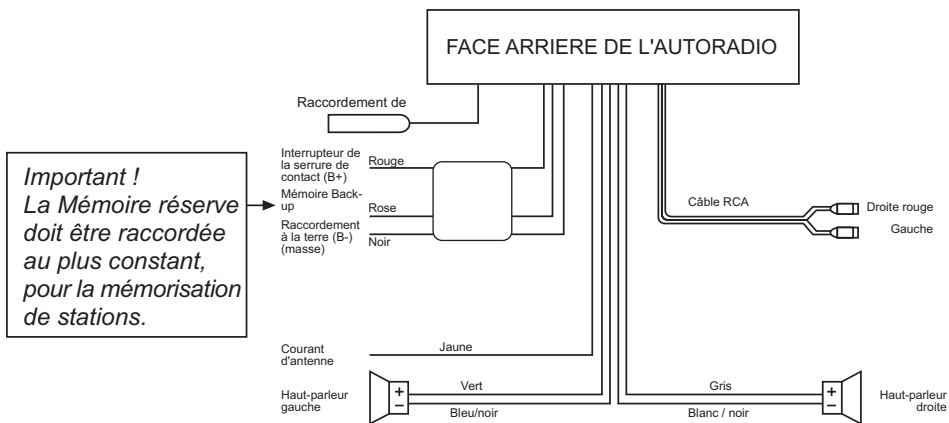 FACE ARRIERE DE L'AUTORADIO
Raccordement de
Interrupteur de
la serrure de
contact (B+)
Rouge
Mémoire Back-
up
Rose
Raccordement
à la terre (B-)
(masse)
Noir
Important !
La Mémoire réserve
doit être raccordée
au plus constant,
pour la mémorisation
de stations.
Câble RCA
Droite rouge
Gauche
Courant
d'antenne
Jaune
Haut-parleur
gauche
+
−
Vert
Bleu/noir
Gris
Blanc / noir
+
−
Haut-parleur
droite